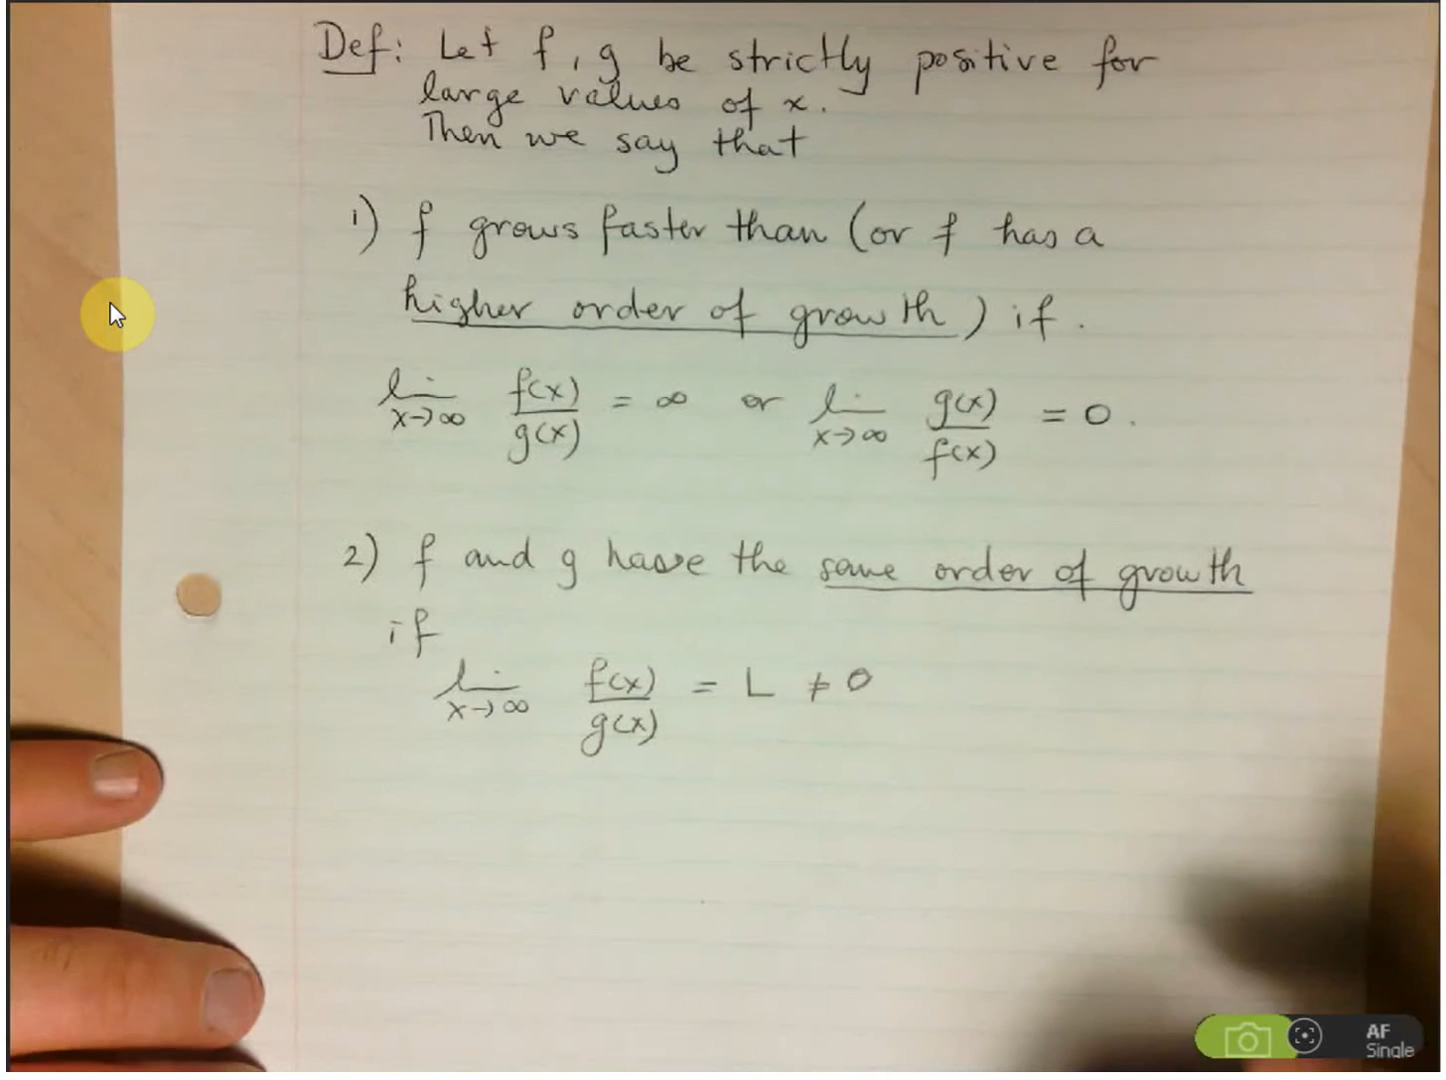 Def: Let f, g be strictly positive for
large values of x.
Then we say that
1) f grows faster than (or f has a
higher order of growth) if.
lim x→∞ f(x)/g(x) = ∞ or lim x→∞ g(x)/f(x) = 0.
2) f and g have the same order of growth
if
lim x→∞ f(x)/g(x) = L ≠ 0
AF
Single